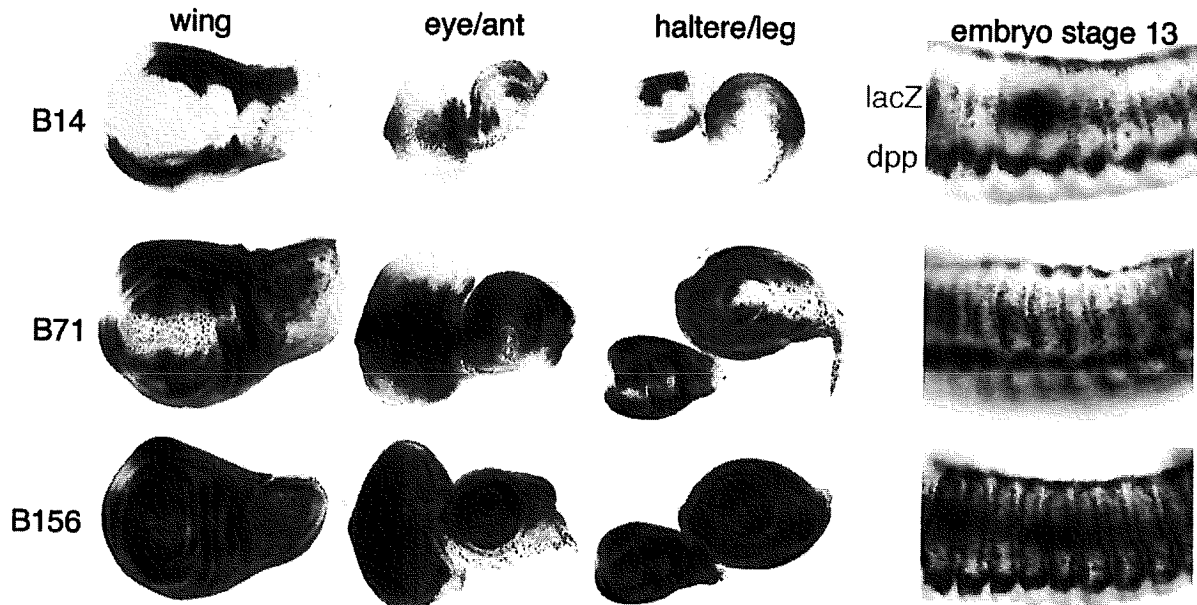 wing eye/ant haltere/leg embryo stage 13
B14
lacZ
dpp
B71
B156